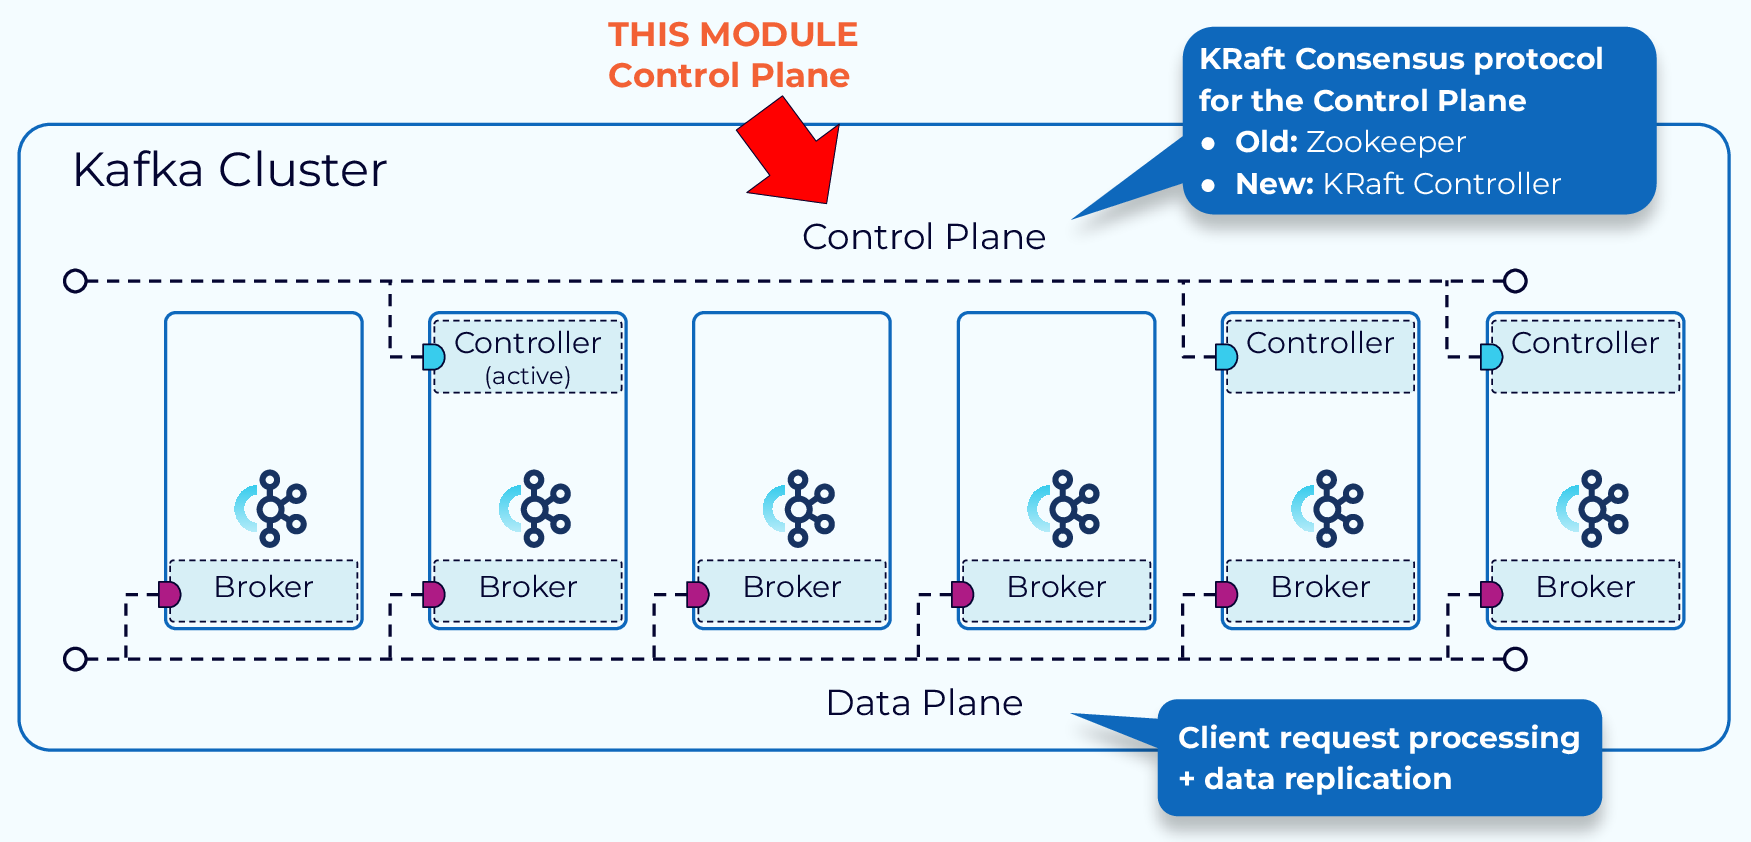 THIS MODULE
Control Plane
KRaft Consensus protocol
for the Control Plane
● Old: Zookeeper
● New: KRaft Controller
Kafka Cluster
Control Plane
Controller
(active)
Controller
Controller
Broker
Broker
Broker
Broker
Broker
Broker
Data Plane
Client request processing
+ data replication